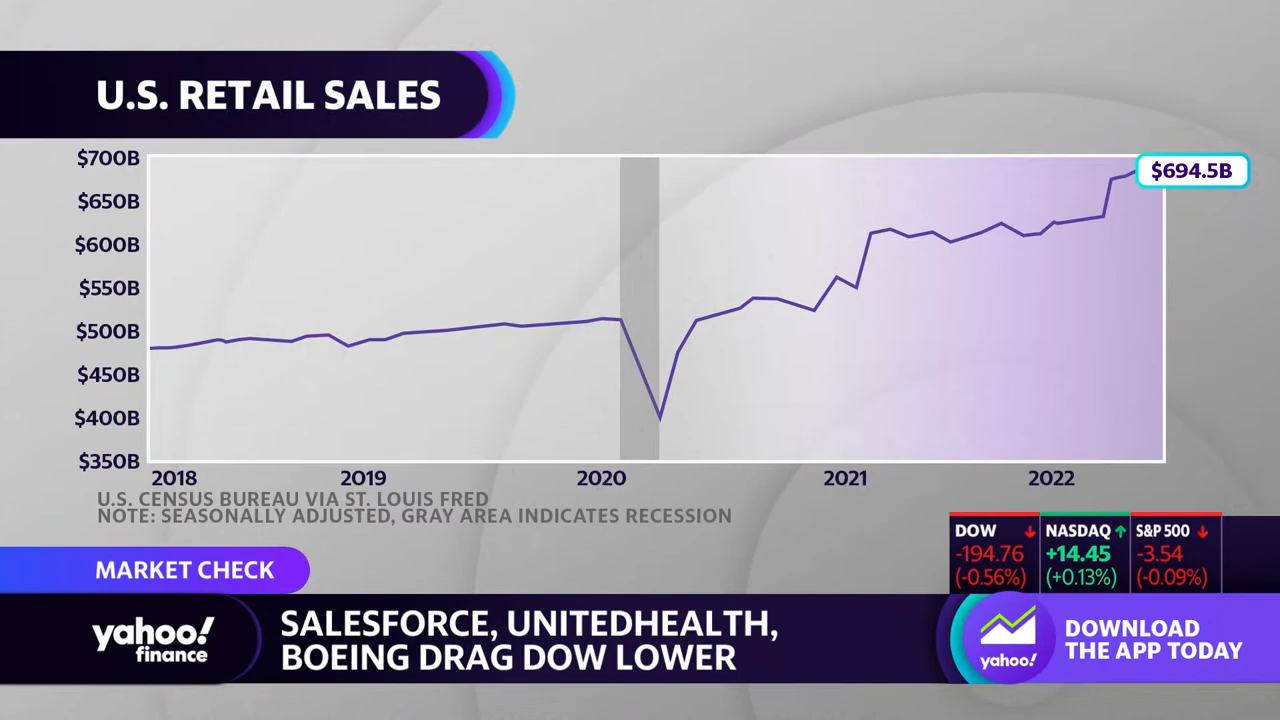 U.S. RETAIL SALES
$700B
$650B
$600B
$550B
$500B
$450B
$400B
$350B
$694.5B
2018 2019 2020 2021 2022
U.S. CENSUS BUREAU VIA ST. LOUIS FRED
NOTE: SEASONALLY ADJUSTED, GRAY AREA INDICATES RECESSION
DOW NASDAQ S&P 500
-194.76 +14.45 -3.54
(-0.56%) (+0.13%) (-0.09%)
MARKET CHECK
yahoo!
finance
SALESFORCE, UNITEDHEALTH,
BOEING DRAG DOW LOWER
yahoo!
DOWNLOAD
THE APP TODAY